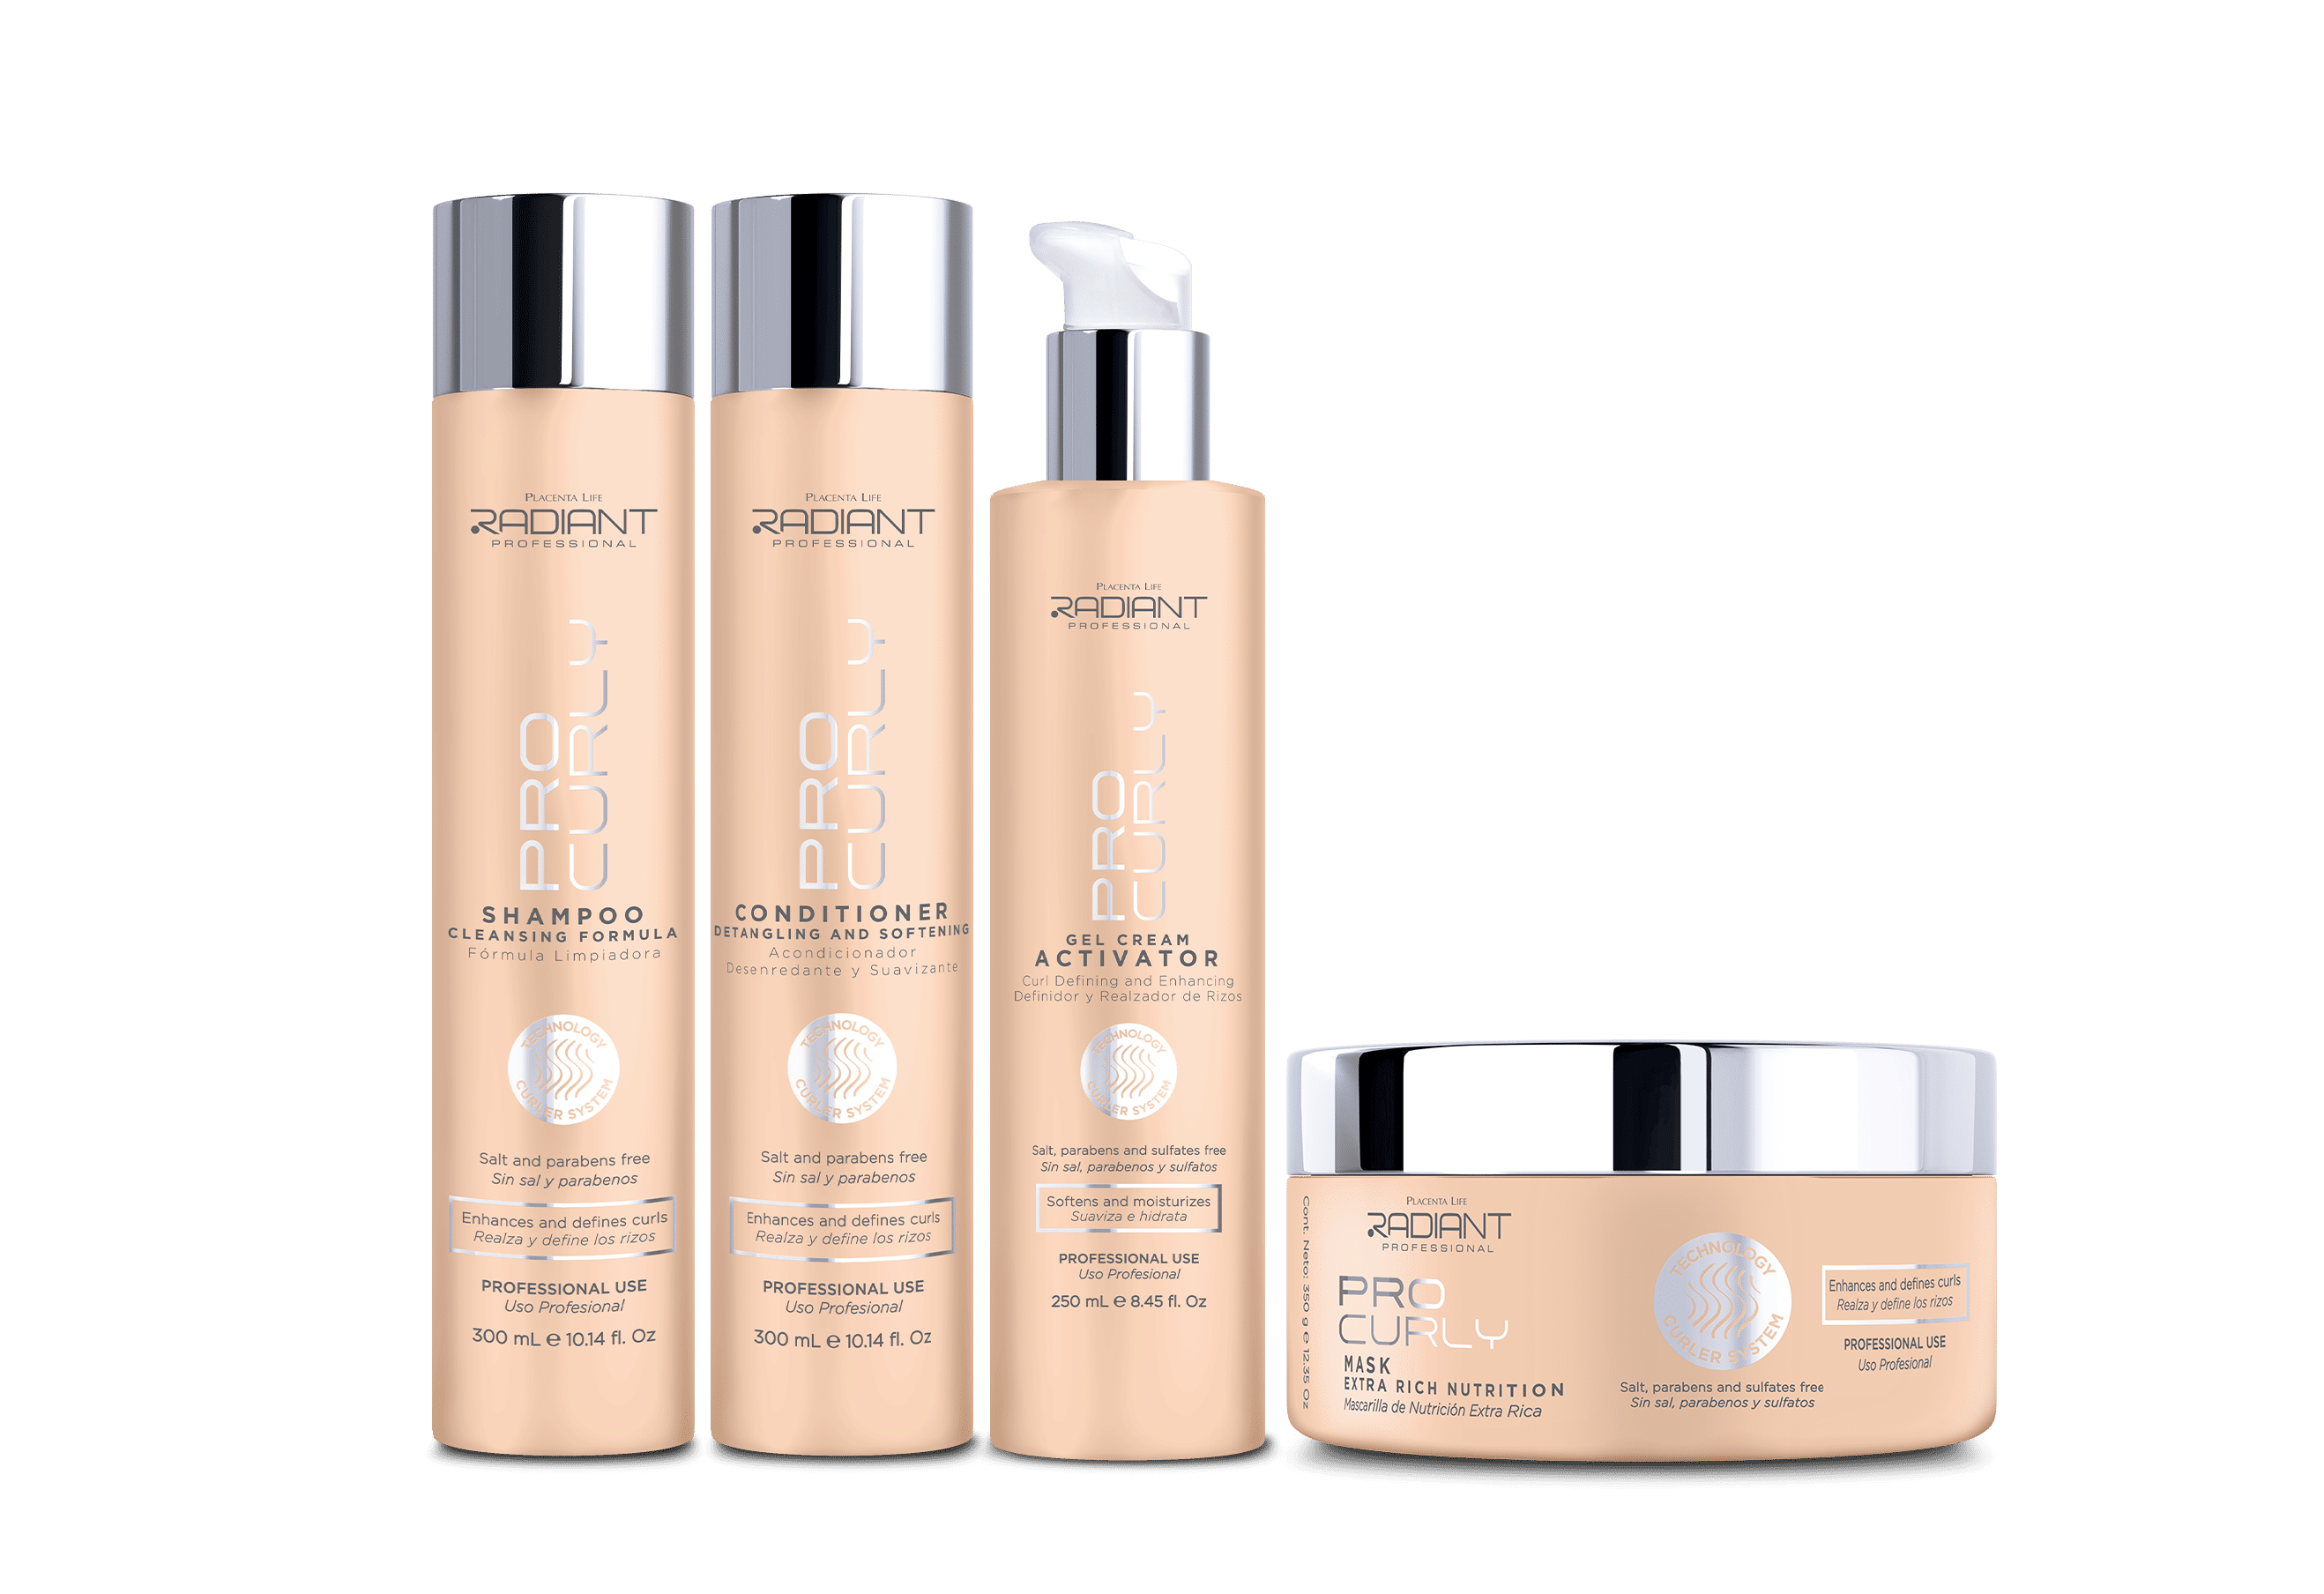 PLACENTA LIFE
RADIANT
PROFESSIONAL
PRO
CURLY
SHAMPOO
CLEANSING FORMULA
Fórmula Limpiadora
TECHNOLOGY
CURLER SYSTEM
Salt and parabens free
Sin sal y parabenos
Enhances and defines curls
Realza y define los rizos
PROFESSIONAL USE
Uso Profesional
300 mL e 10.14 fl. Oz
PLACENTA LIFE
RADIANT
PROFESSIONAL
PRO
CURLY
CONDITIONER
DETANGLING AND SOFTENING
Acondicionador
Desenredante y Suavizante
TECHNOLOGY
CURLER SYSTEM
Salt and parabens free
Sin sal y parabenos
Enhances and defines curls
Realza y define los rizos
PROFESSIONAL USE
Uso Profesional
300 mL e 10.14 fl. Oz
PLACENTA LIFE
RADIANT
PROFESSIONAL
PRO
CURLY
GEL CREAM
ACTIVATOR
Curl Defining and Enhancing
Definidor y Realzador de Rizos
TECHNOLOGY
CURLER SYSTEM
Salt, parabens and sulfates free
Sin sal, parabenos y sulfatos
Softens and moisturizes
Suaviza e hidrata
PROFESSIONAL USE
Uso Profesional
250 mL e 8.45 fl. Oz
Cont. Neto: 350 g e 12.35 Oz
PLACENTA LIFE
RADIANT
PROFESSIONAL
PRO
CURLY
MASK
EXTRA RICH NUTRITION
Mascarilla de Nutrición Extra Rica
TECHNOLOGY
CURLER SYSTEM
Salt, parabens and sulfates free
Sin sal, parabenos y sulfatos
Enhances and defines curls
Realza y define los rizos
PROFESSIONAL USE
Uso Profesional